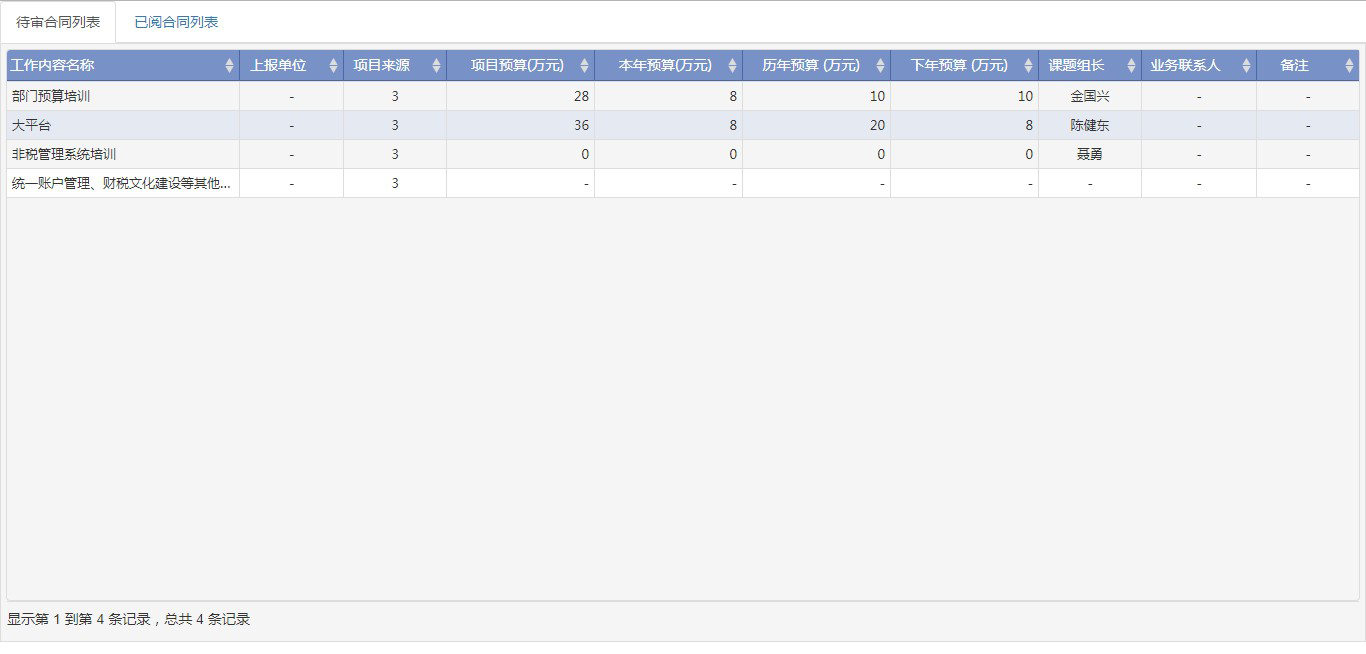 待审合同列表 已阅合同列表
工作内容名称 上报单位 项目来源 项目预算(万元) 本年预算(万元) 历年预算 (万元) 下年预算 (万元) 课题组长 业务联系人 备注
部门预算培训 - 3 28 8 10 10 金国兴 - -
大平台 - 3 36 8 20 8 陈健东 - -
非税管理系统培训 - 3 0 0 0 0 聂勇 - -
统一账户管理、财税文化建设等其他... - 3 - - - - - - -
显示第 1 到第 4 条记录，总共 4 条记录